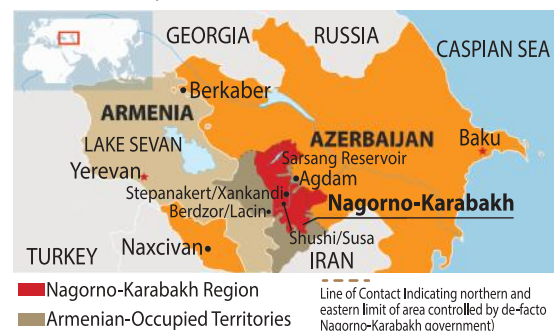 GEORGIA
RUSSIA
CASPIAN SEA
Berkaber
ARMENIA
LAKE SEVAN
AZERBAIJAN
Baku
Sarsang Reservoir
Yerevan
Agdam
Stepanakert/Xankandi
Nagorno-Karabakh
Berdzor/Lacin
Shushi/Susa
TURKEY
Naxcivan
IRAN
Nagorno-Karabakh Region
Armenian-Occupied Territories
Line of Contact Indicating northern and
eastern limit of area controlled by de-facto
Nagorno-Karabakh government)